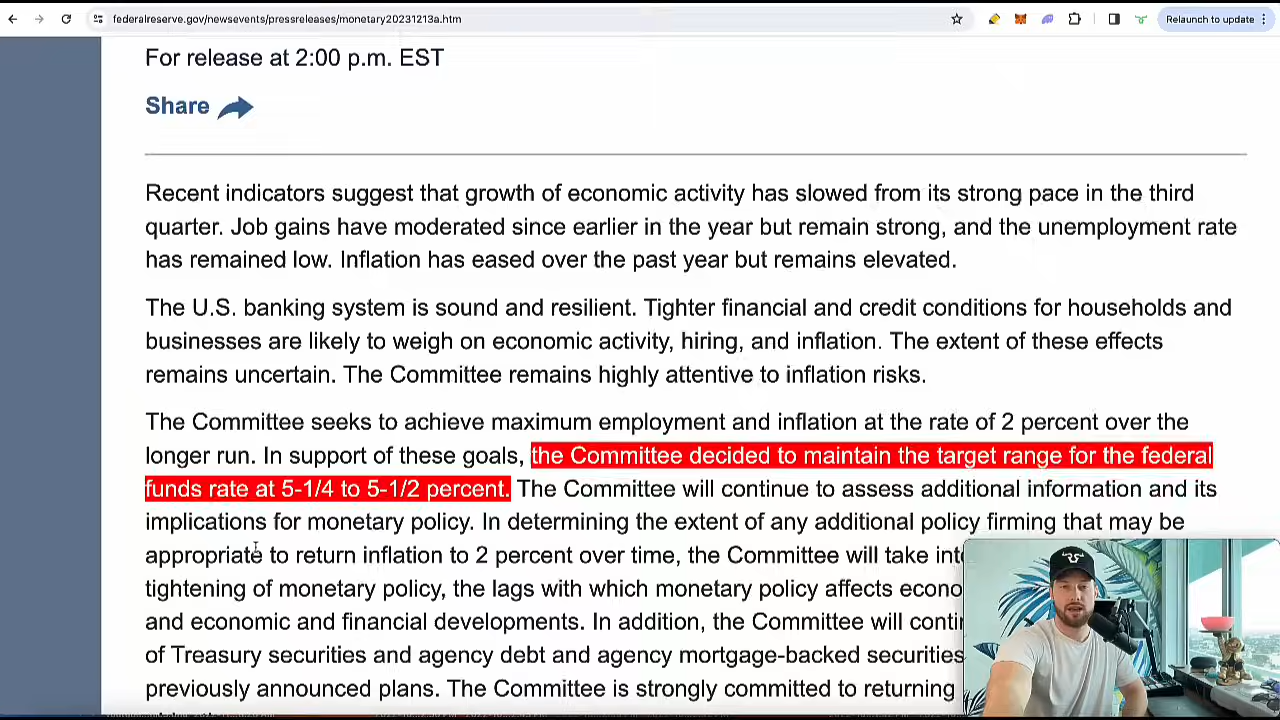 federalreserve.gov/newsevents/pressreleases/monetary20231213a.htm
Relaunch to update
For release at 2:00 p.m. EST
Share
Recent indicators suggest that growth of economic activity has slowed from its strong pace in the third
quarter. Job gains have moderated since earlier in the year but remain strong, and the unemployment rate
has remained low. Inflation has eased over the past year but remains elevated.
The U.S. banking system is sound and resilient. Tighter financial and credit conditions for households and
businesses are likely to weigh on economic activity, hiring, and inflation. The extent of these effects
remains uncertain. The Committee remains highly attentive to inflation risks.
The Committee seeks to achieve maximum employment and inflation at the rate of 2 percent over the
longer run. In support of these goals, the Committee decided to maintain the target range for the federal
funds rate at 5-1/4 to 5-1/2 percent. The Committee will continue to assess additional information and its
implications for monetary policy. In determining the extent of any additional policy firming that may be
appropriate to return inflation to 2 percent over time, the Committee will take
tightening of monetary policy, the lags with which monetary policy affects
and economic and financial developments. In addition, the Committee will
of Treasury securities and agency debt and agency mortgage-backed securities
previously announced plans. The Committee is strongly committed to returning